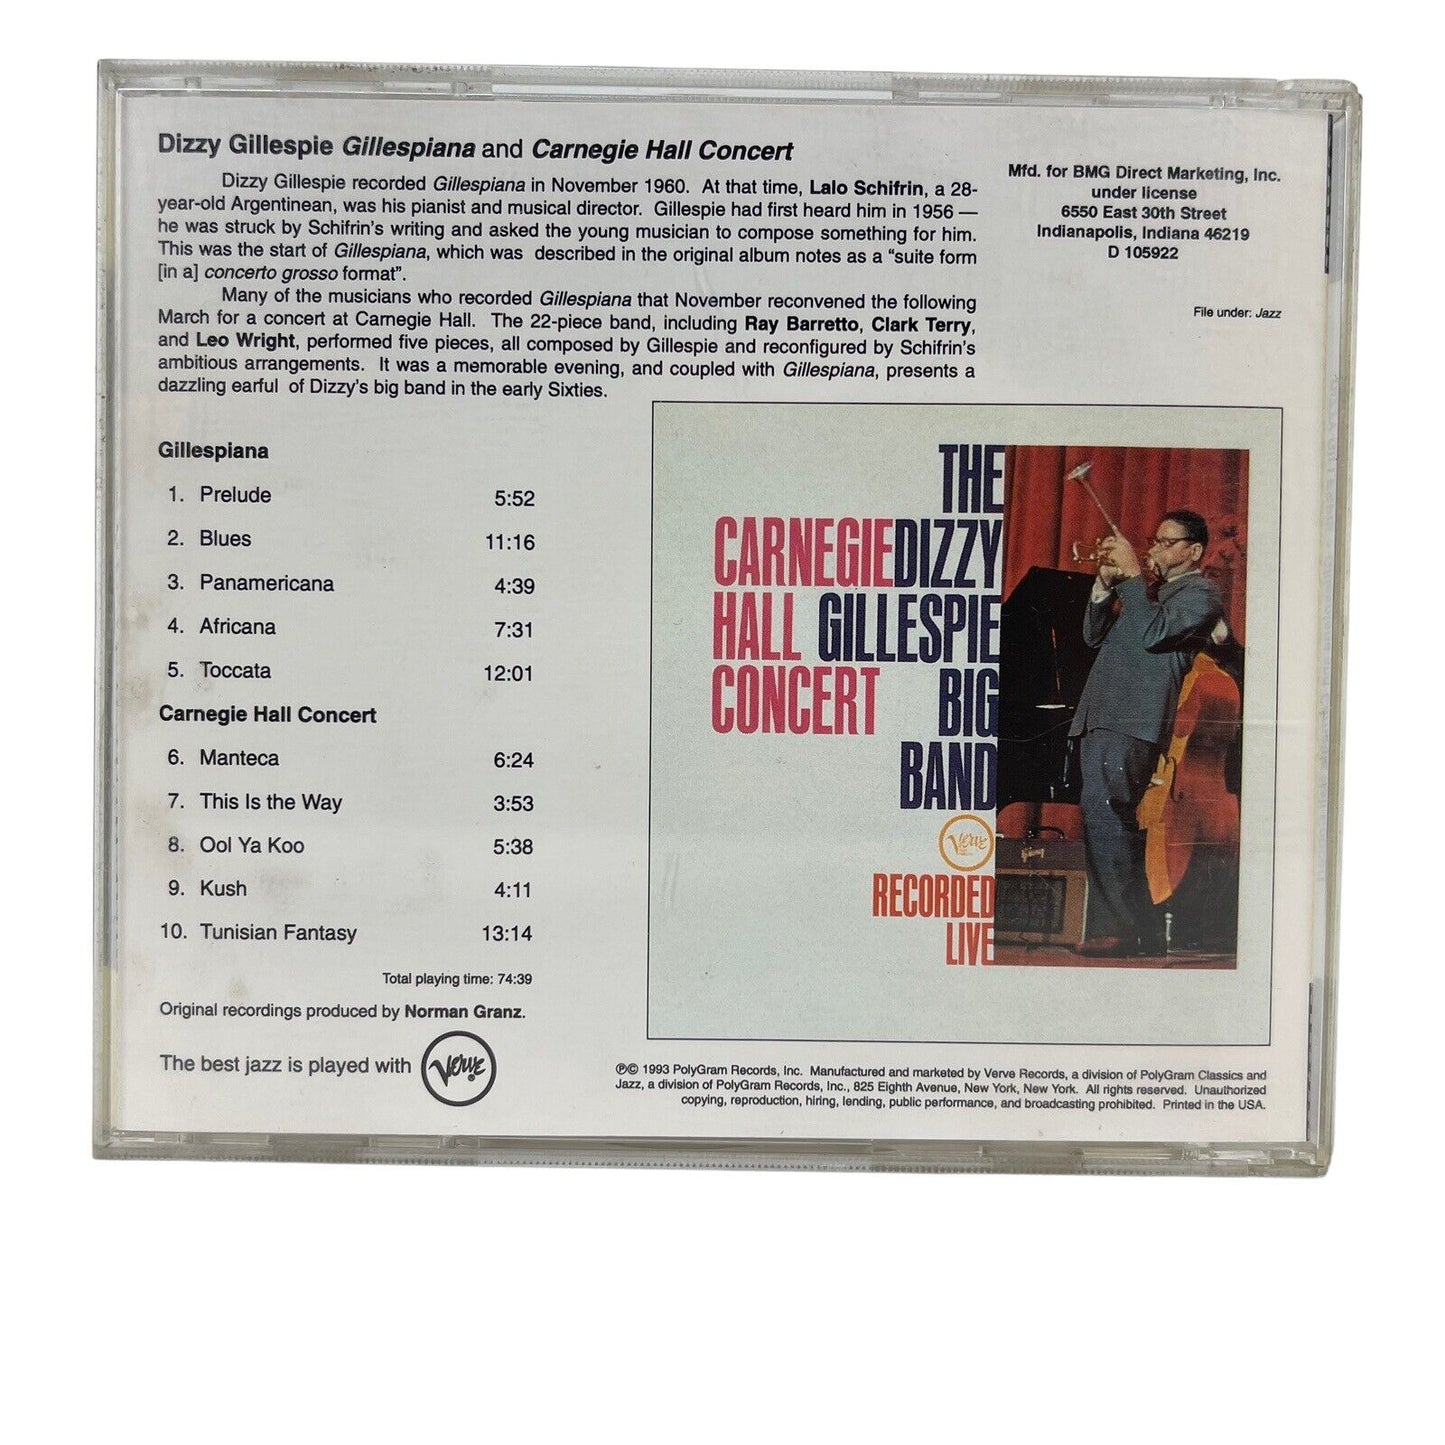 Dizzy Gillespie Gillespiana and Carnegie Hall Concert
Dizzy Gillespie recorded Gillespiana in November 1960. At that time, Lalo Schifrin, a 28-
year-old Argentinean, was his pianist and musical director. Gillespie had first heard him in 1956 —
he was struck by Schifrin's writing and asked the young musician to compose something for him.
This was the start of Gillespiana, which was described in the original album notes as a “suite form
[in a] concerto grosso format”.
Many of the musicians who recorded Gillespiana that November reconvened the following
March for a concert at Carnegie Hall. The 22-piece band, including Ray Barretto, Clark Terry,
and Leo Wright, performed five pieces, all composed by Gillespie and reconfigured by Schifrin's
ambitious arrangements. It was a memorable evening, and coupled with Gillespiana, presents a
dazzling earful of Dizzy's big band in the early Sixties.
Mfd. for BMG Direct Marketing, Inc.
under license
6550 East 30th Street
Indianapolis, Indiana 46219
D 105922
File under: Jazz
Gillespiana
1. Prelude 5:52
2. Blues 11:16
3. Panamericana 4:39
4. Africana 7:31
5. Toccata 12:01
Carnegie Hall Concert
6. Manteca 6:24
7. This Is the Way 3:53
8. Ool Ya Koo 5:38
9. Kush 4:11
10. Tunisian Fantasy 13:14
Total playing time: 74:39
Original recordings produced by Norman Granz.
The best jazz is played with Verve
THE
CARNEGIE DIZZY
HALL GILLESPIE
CONCERT BIG
BAND
Verve
RECORDED
LIVE
℗© 1993 PolyGram Records, Inc. Manufactured and marketed by Verve Records, a division of PolyGram Classics and
Jazz, a division of PolyGram Records, Inc., 825 Eighth Avenue, New York, New York. All rights reserved. Unauthorized
copying, reproduction, hiring, lending, public performance, and broadcasting prohibited. Printed in the USA.